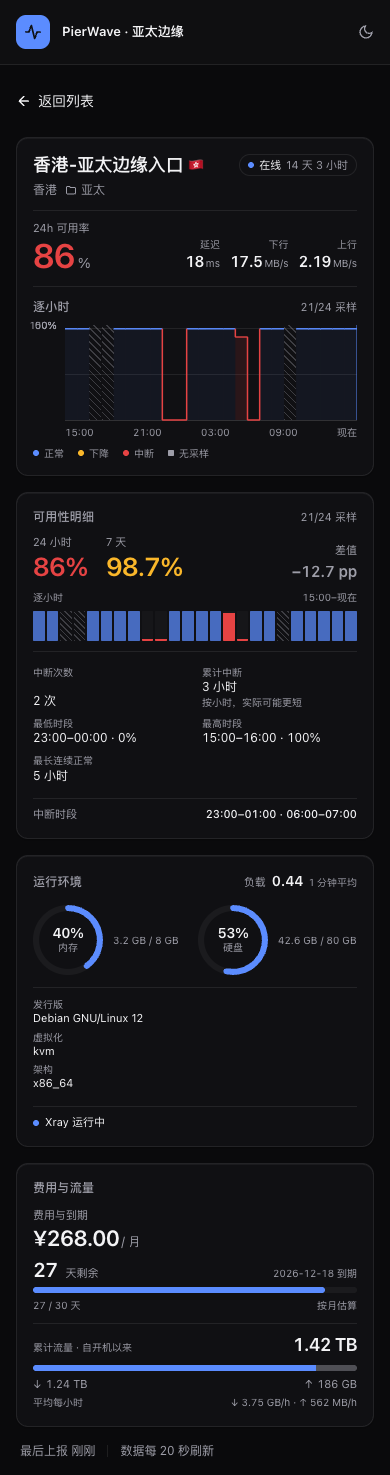 PierWave · 亚太边缘
返回列表
香港-亚太边缘入口 🇭🇰
在线 14 天 3 小时
香港 亚太
24h 可用率
延迟 下行 上行
86 %
18 ms 17.5 MB/s 2.19 MB/s
逐小时 21/24 采样
15:00 21:00 03:00 09:00 现在
正常 下降 中断 无采样
可用性明细 21/24 采样
24 小时 7 天 差值
86% 98.7% −12.7 pp
逐小时 15:00–现在
中断次数 累计中断
2 次 3 小时
按小时，实际可能更短
最低时段 最高时段
23:00–00:00 · 0% 15:00–16:00 · 100%
最长连续正常
5 小时
中断时段 23:00–01:00 · 06:00–07:00
运行环境 负载 0.44 1 分钟平均
40% 内存 3.2 GB / 8 GB 53% 硬盘 42.6 GB / 80 GB
发行版
Debian GNU/Linux 12
虚拟化
kvm
架构
x86_64
Xray 运行中
费用与流量
费用与到期
¥268.00 / 月
27 天剩余 2026-12-18 到期
27 / 30 天 按月估算
累计流量 · 自开机以来 1.42 TB
↓ 1.24 TB ↑ 186 GB
平均每小时 ↓ 3.75 GB/h · ↑ 562 MB/h
最后上报 刚刚 数据每 20 秒刷新